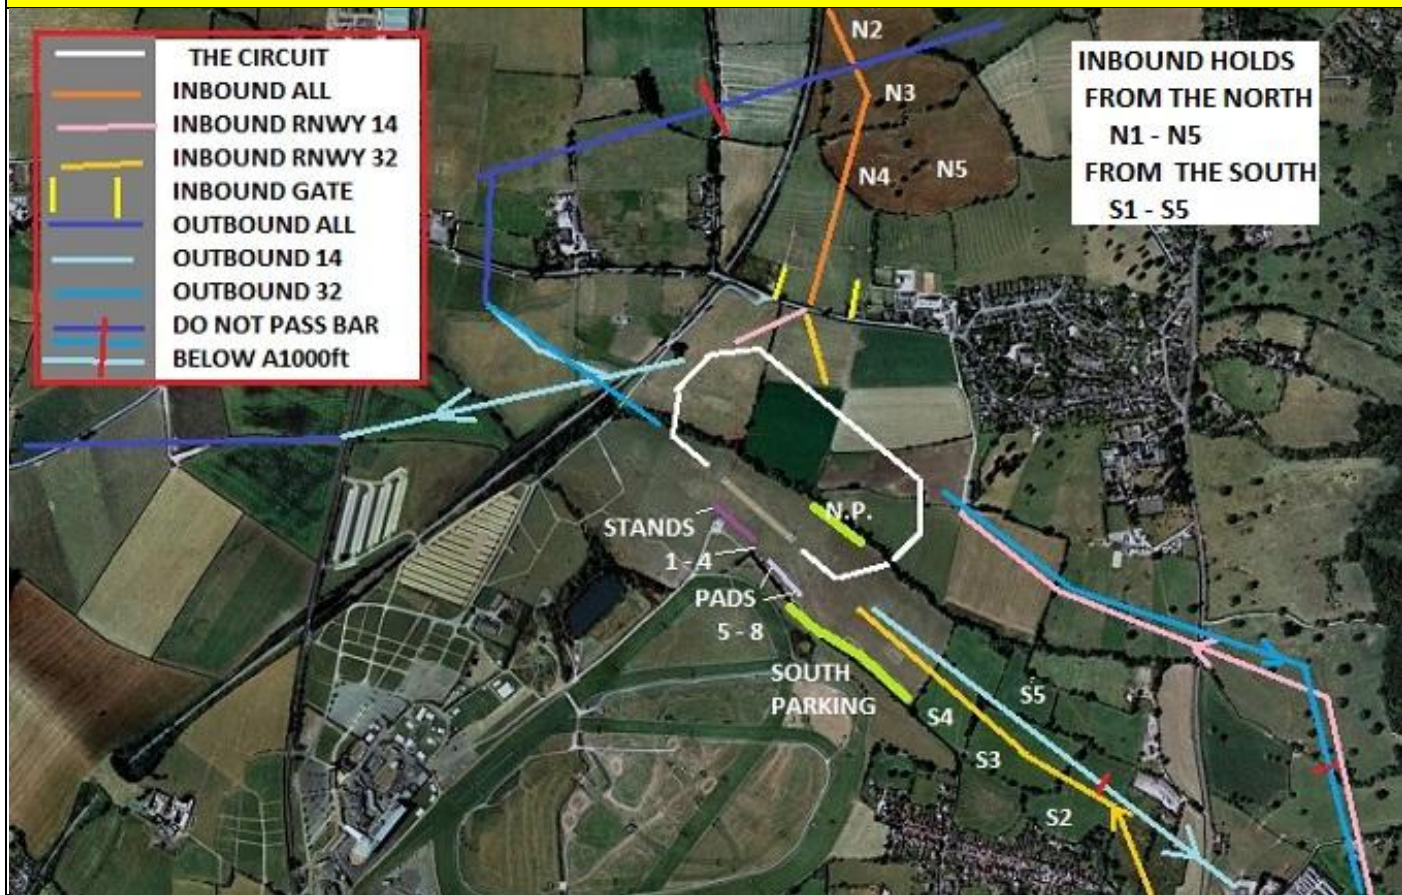 THE CIRCUIT
INBOUND ALL
INBOUND RNWY 14
INBOUND RNWY 32
INBOUND GATE
OUTBOUND ALL
OUTBOUND 14
OUTBOUND 32
DO NOT PASS BAR
BELOW A1000ft
INBOUND HOLDS
FROM THE NORTH
N1 - N5
FROM THE SOUTH
S1 - S5
N2
N3
N4
N5
N.P.
STANDS
1 - 4
PADS
5 - 8
SOUTH
PARKING
S5
S4
S3
S2